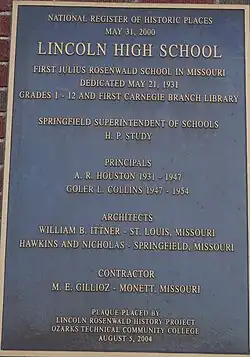 NATIONAL REGISTER OF HISTORIC PLACES
MAY 31, 2000
LINCOLN HIGH SCHOOL
FIRST JULIUS ROSENWALD SCHOOL IN MISSOURI
DEDICATED MAY 21, 1931
GRADES 1 - 12 AND FIRST CARNEGIE BRANCH LIBRARY
SPRINGFIELD SUPERINTENDENT OF SCHOOLS
H. P. STUDY
PRINCIPALS
A. R. HOUSTON 1931 - 1947
GOLER L. COLLINS 1947 - 1954
ARCHITECTS
WILLIAM B. ITTNER - ST. LOUIS, MISSOURI
HAWKINS AND NICHOLAS - SPRINGFIELD, MISSOURI
CONTRACTOR
M. E. GILLIOZ - MONETT, MISSOURI
PLAQUE PLACED BY
LINCOLN ROSENWALD HISTORY PROJECT
OZARKS TECHNICAL COMMUNITY COLLEGE
AUGUST 5, 2004